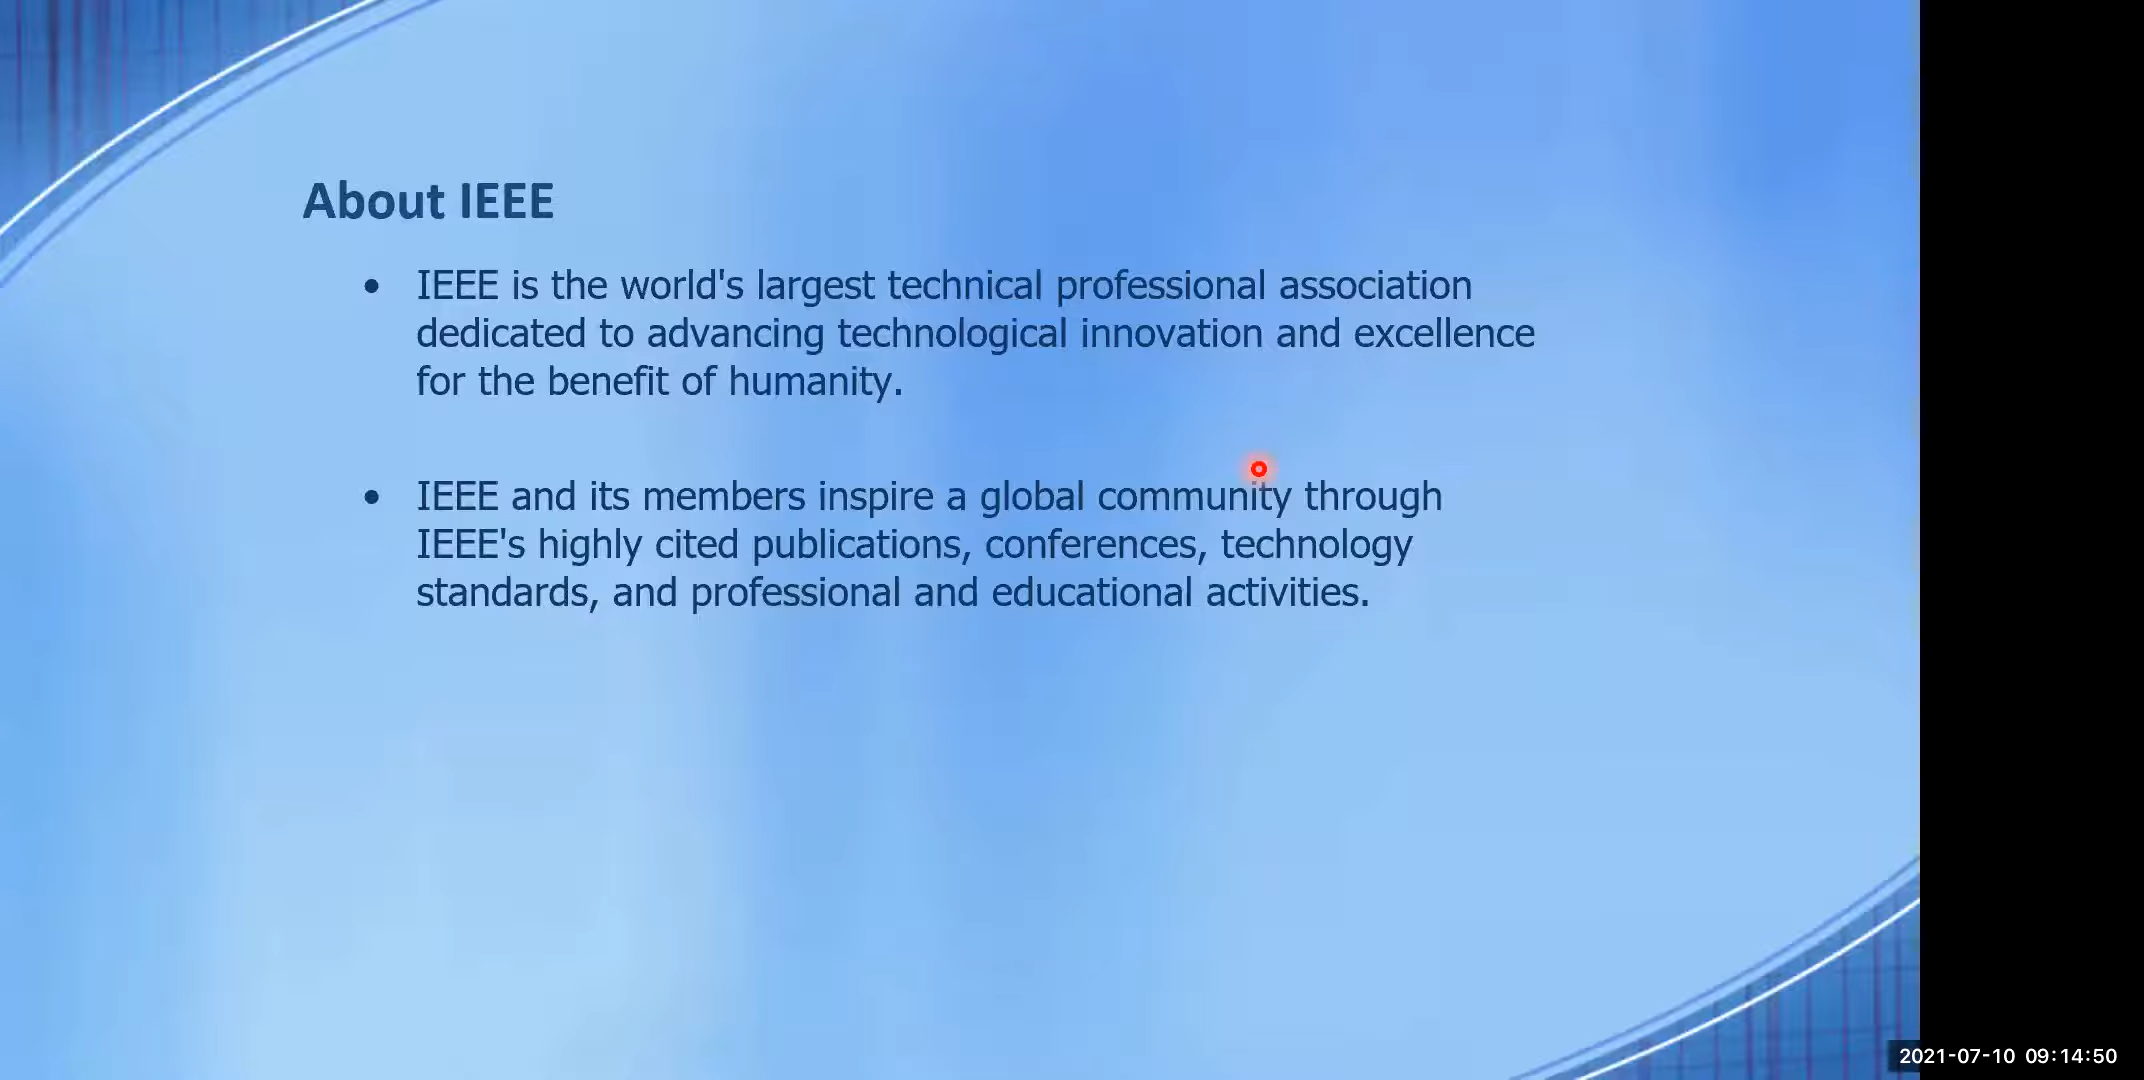 About IEEE
• IEEE is the world's largest technical professional association
dedicated to advancing technological innovation and excellence
for the benefit of humanity.
• IEEE and its members inspire a global community through
IEEE's highly cited publications, conferences, technology
standards, and professional and educational activities.
2021-07-10 09:14:50